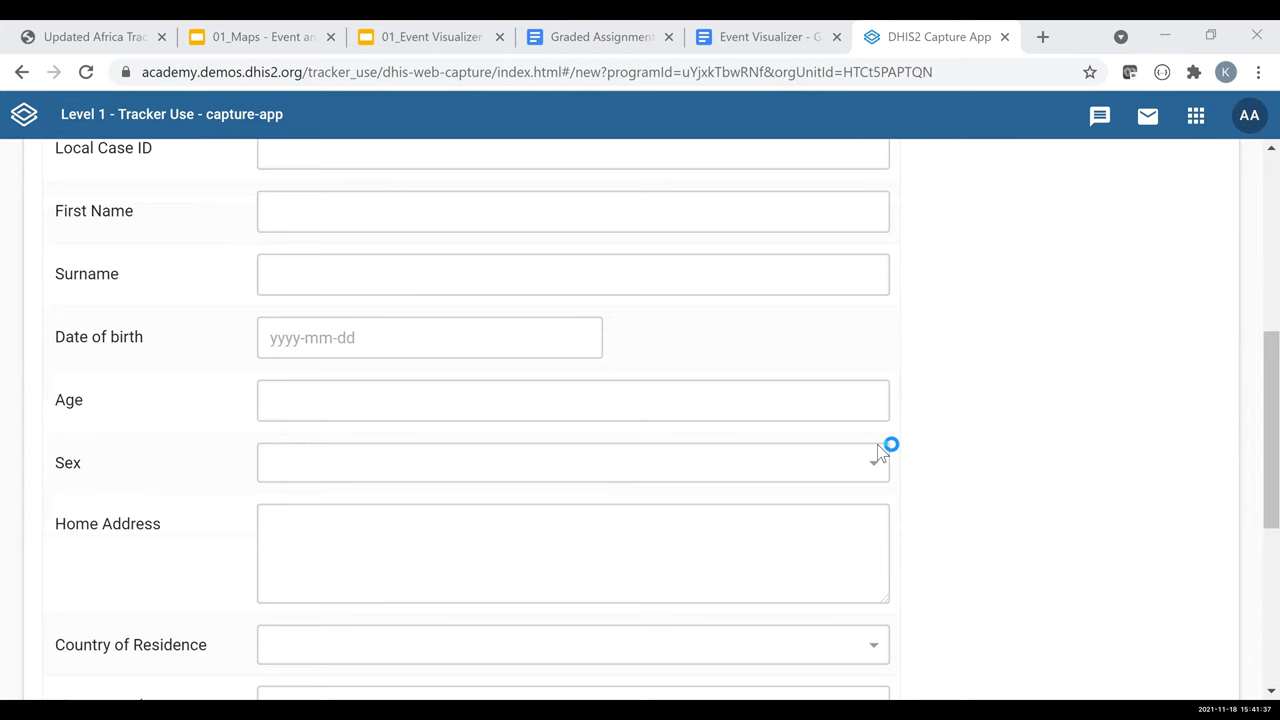 Updated Africa Trac
01_Maps - Event an
01_Event Visualizer
Graded Assignment
Event Visualizer - G
DHIS2 Capture App
academy.demos.dhis2.org/tracker_use/dhis-web-capture/index.html#/new?programId=uYjxkTbwRNf&orgUnitId=HTCt5PAPTQN
K
Level 1 - Tracker Use - capture-app
AA
Local Case ID
First Name
Surname
Date of birth
yyyy-mm-dd
Age
Sex
Home Address
Country of Residence
2021-11-18 15:41:37